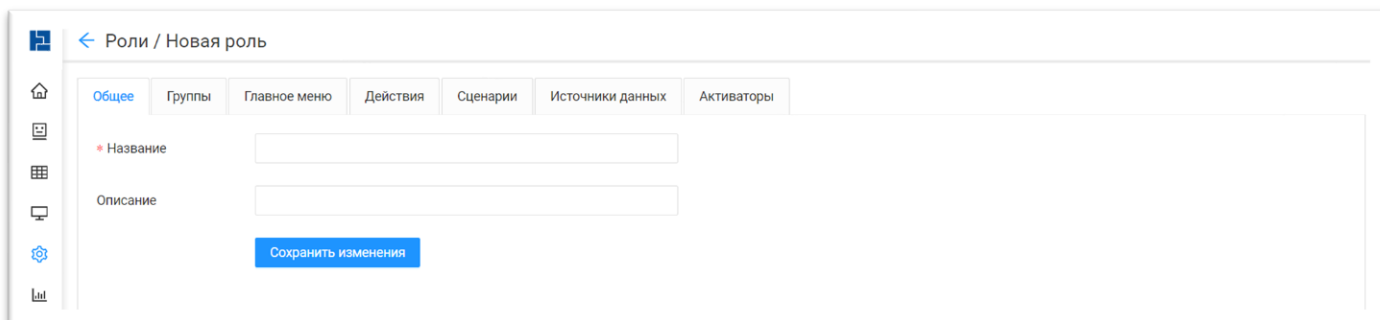 Роли / Новая роль
Общее Группы Главное меню Действия Сценарии Источники данных Активаторы
* Название
Описание
Сохранить изменения